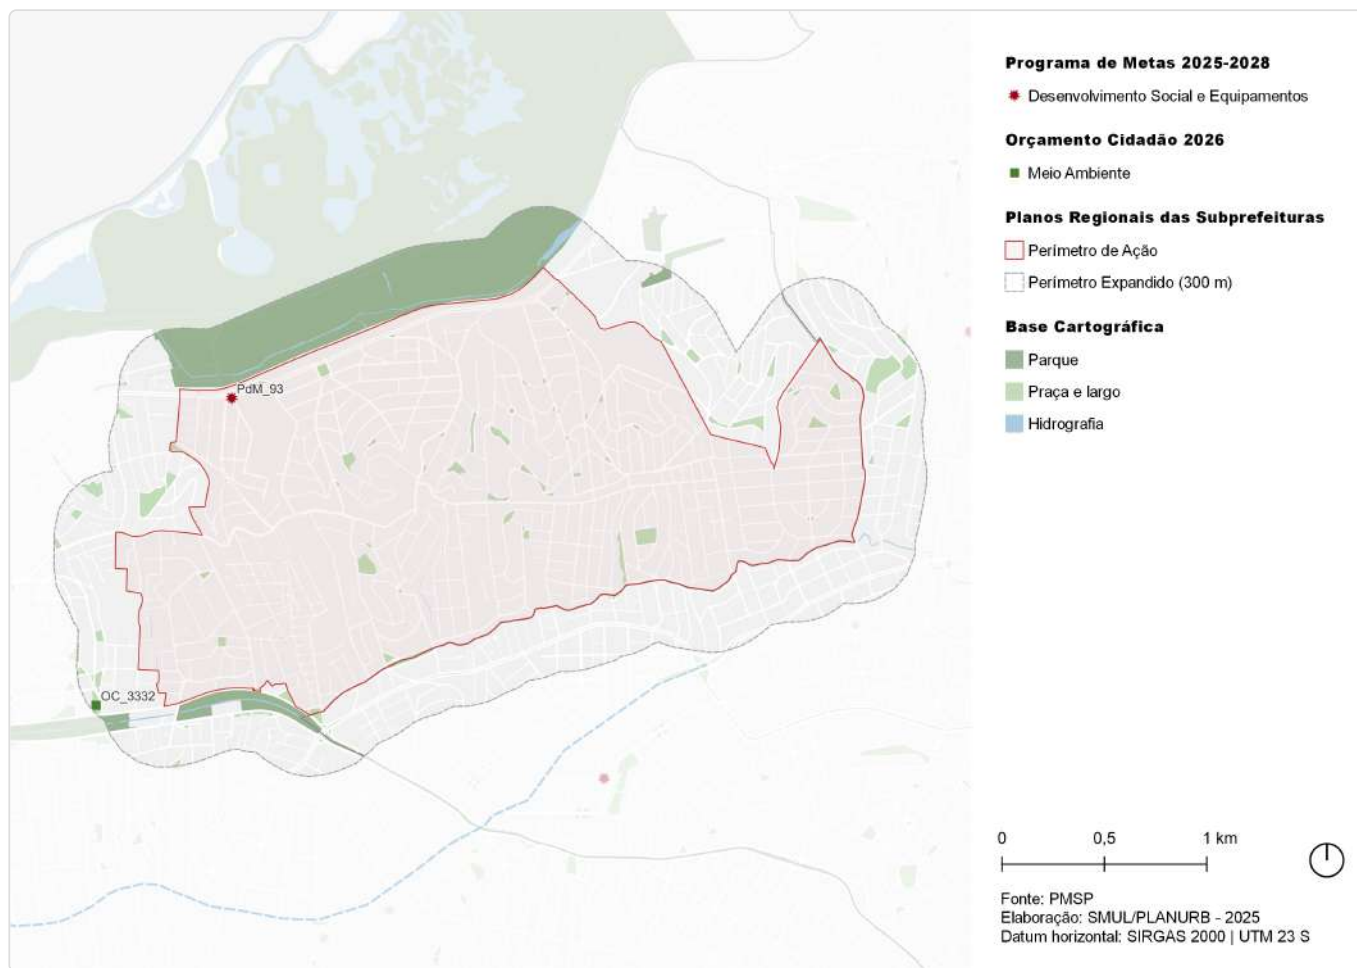 Programa de Metas 2025-2028
Desenvolvimento Social e Equipamentos
Orçamento Cidadão 2026
Meio Ambiente
Planos Regionais das Subprefeituras
Perímetro de Ação
Perímetro Expandido (300 m)
Base Cartográfica
Parque
Praça e largo
Hidrografia
PdM_93
OC_3332
0 0,5 1 km
Fonte: PMSP
Elaboração: SMUL/PLANURB - 2025
Datum horizontal: SIRGAS 2000 | UTM 23 S